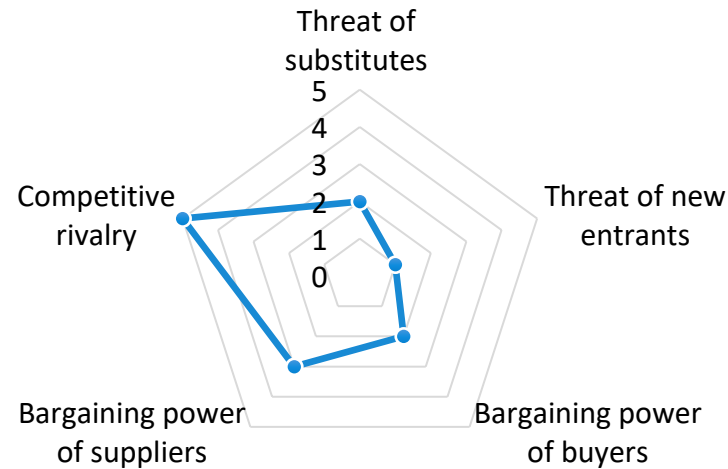 Threat of
substitutes
5
4
3
2
1
0
Competitive
rivalry
Threat of new
entrants
Bargaining power
of suppliers
Bargaining power
of buyers